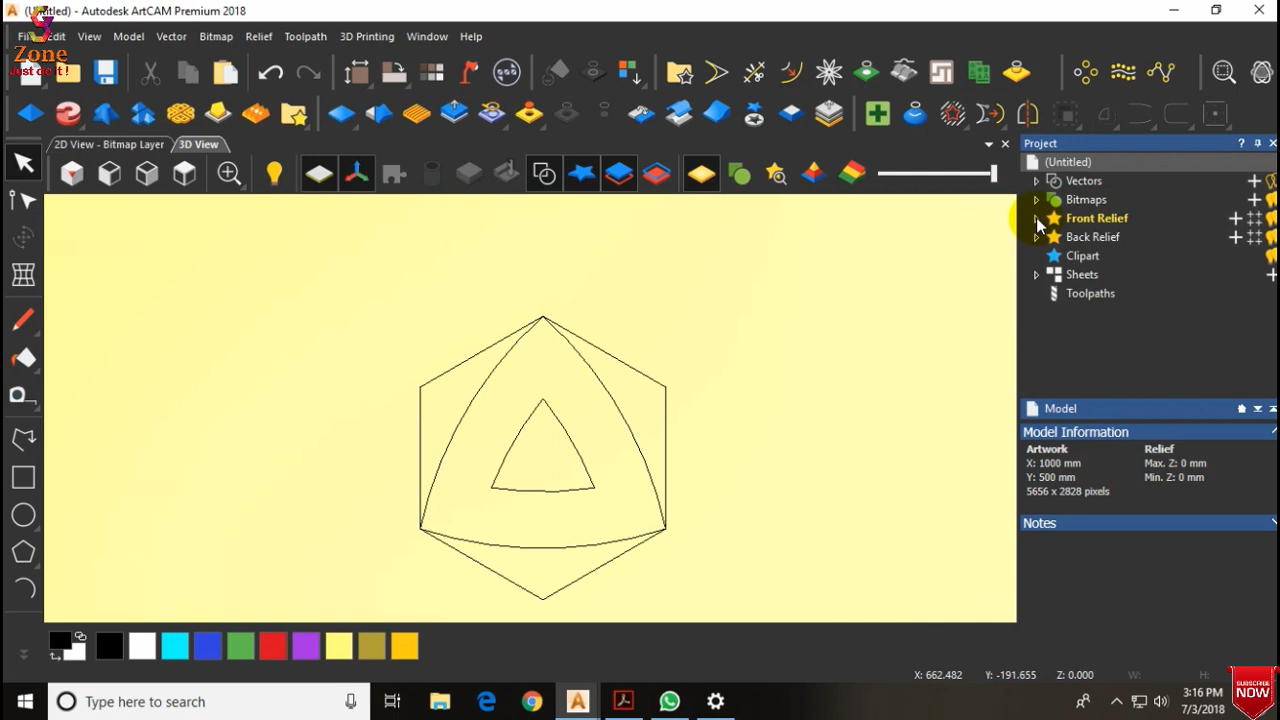 (Untitled) - Autodesk ArtCAM Premium 2018
Edit View Model Vector Bitmap Relief Toolpath 3D Printing Window Help
Zone
Just do it !
2D View - Bitmap Layer 3D View
Project
(Untitled)
Vectors
Bitmaps
Front Relief
Back Relief
Clipart
Sheets
Toolpaths
Model
Model Information
Artwork Relief
X: 1000 mm Max. Z: 0 mm
Y: 500 mm Min. Z: 0 mm
5656 x 2828 pixels
Notes
X: 662.482 Y: -191.655 Z: 0.000 W: H:
Type here to search
3:16 PM
7/3/2018
SUBSCRIBE
NOW